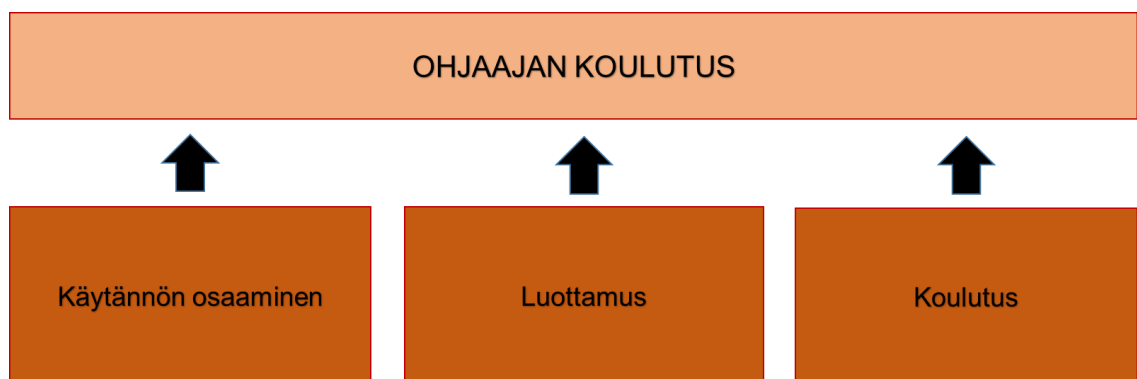 OHJAAJAN KOULUTUS
Käytännön osaaminen
Luottamus
Koulutus